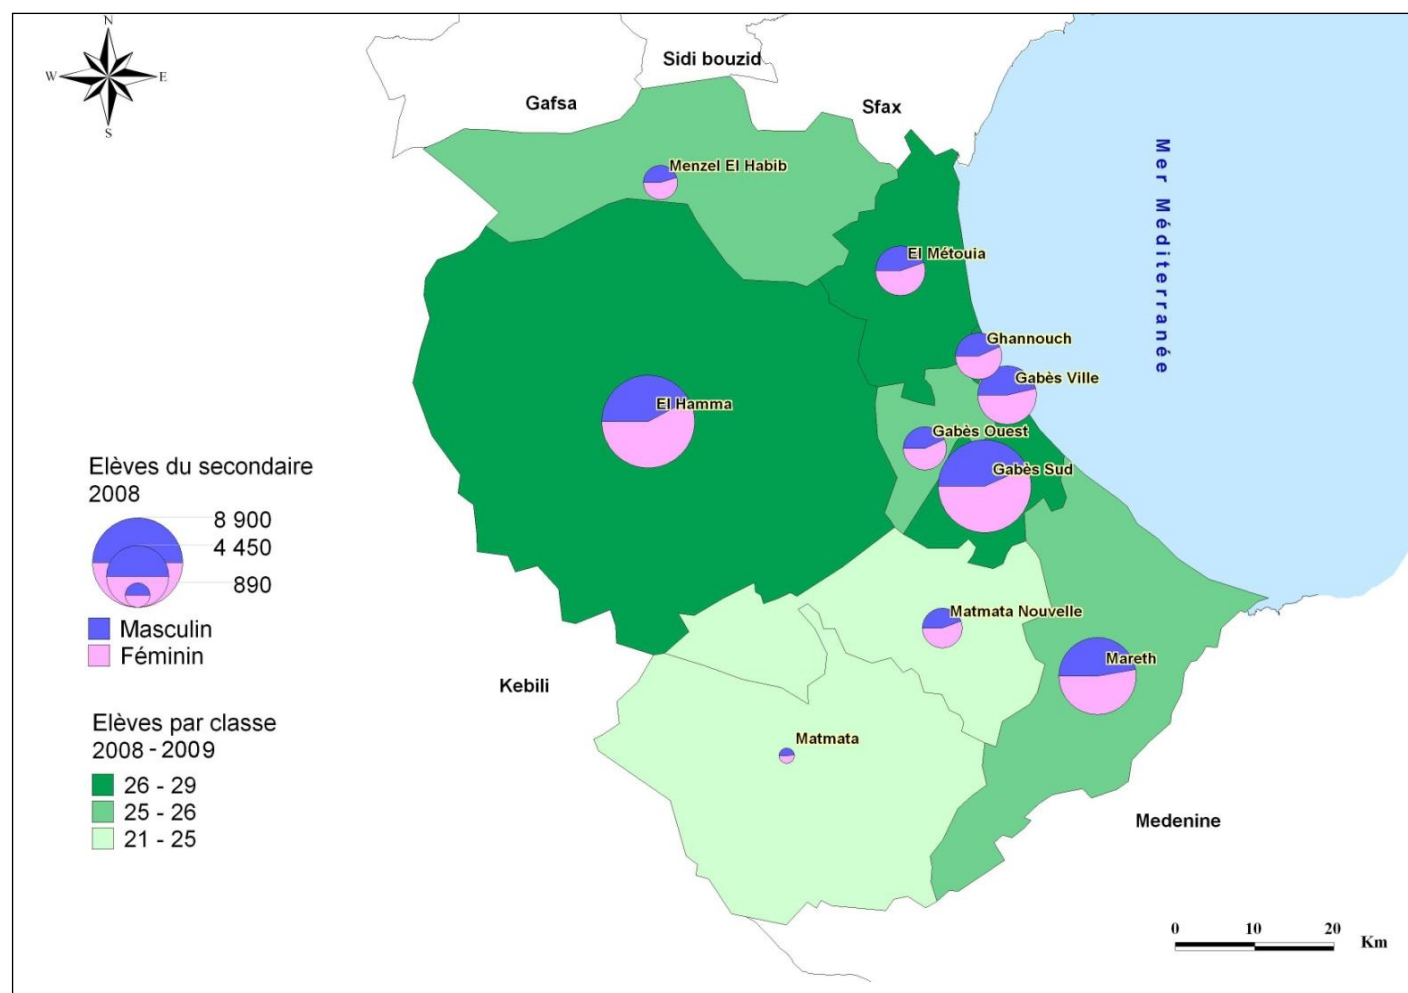 N
W
E
S
Sidi bouzid
Gafsa
Sfax
Menzel El Habib
Mer Méditerranée
El Métouia
Ghannouch
Gabès Ville
El Hamma
Gabès Ouest
Gabès Sud
Elèves du secondaire
2008
8 900
4 450
890
Masculin
Féminin
Matmata Nouvelle
Mareth
Kebili
Elèves par classe
2008 - 2009
26 - 29
25 - 26
21 - 25
Matmata
Medenine
0 10 20
Km